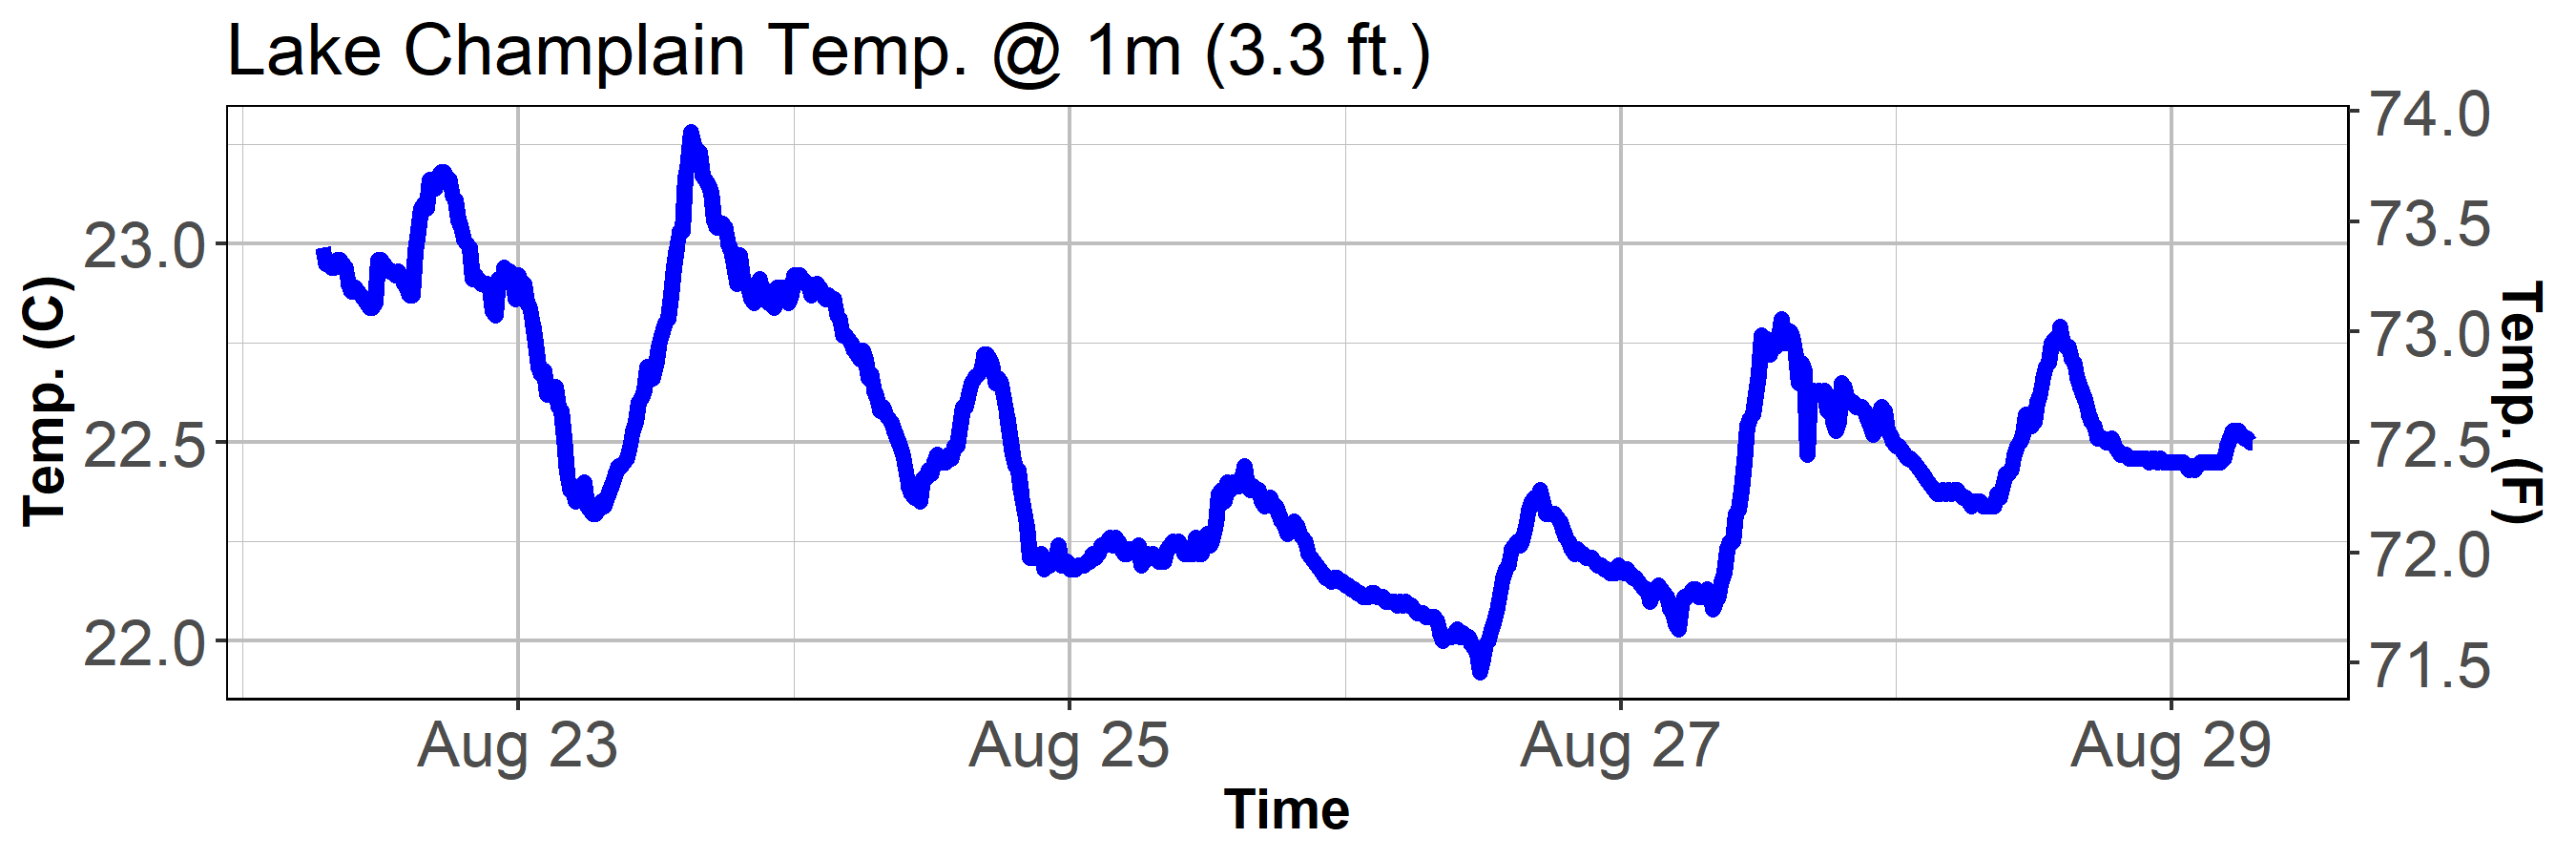 Lake Champlain Temp. @ 1m (3.3 ft.)
Temp. (C)
23.0
22.5
22.0
74.0
73.5
73.0
72.5
72.0
71.5
Temp. (F)
Aug 23 Aug 25 Aug 27 Aug 29
Time